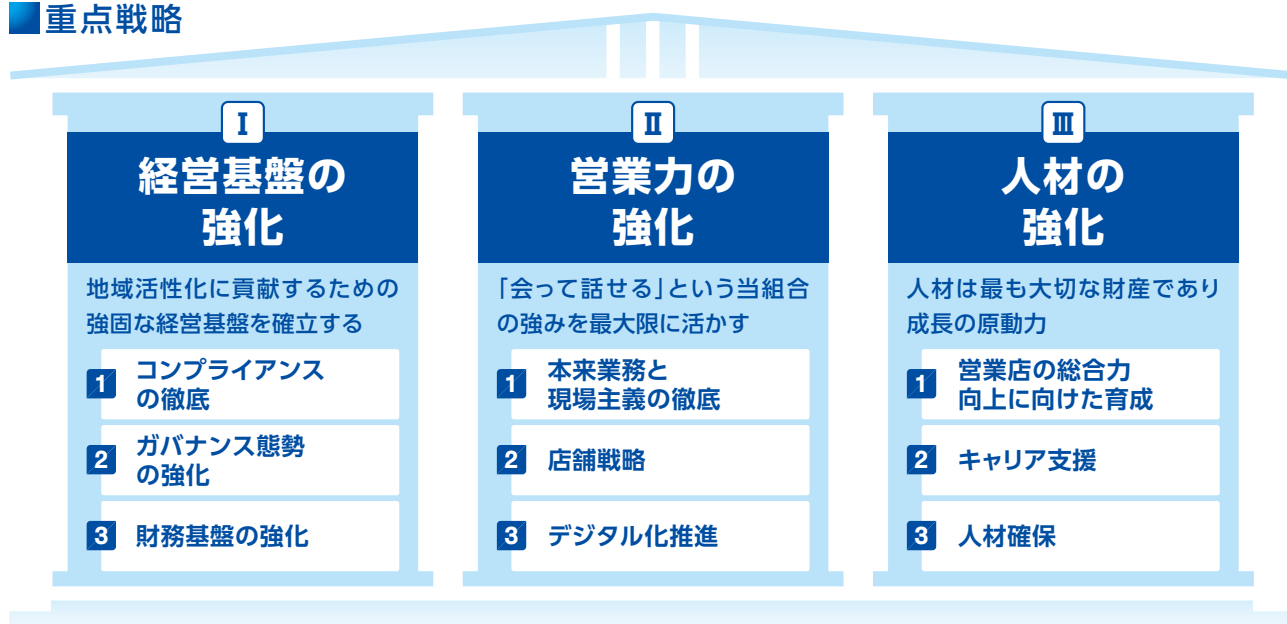 重点戦略
Ⅰ
経営基盤の
強化
地域活性化に貢献するための
強固な経営基盤を確立する
1 コンプライアンス
の徹底
2 ガバナンス態勢
の強化
3 財務基盤の強化
Ⅱ
営業力の
強化
「会って話せる」という当組合
の強みを最大限に活かす
1 本来業務と
現場主義の徹底
2 店舗戦略
3 デジタル化推進
Ⅲ
人材の
強化
人材は最も大切な財産であり
成長の原動力
1 営業店の総合力
向上に向けた育成
2 キャリア支援
3 人材確保